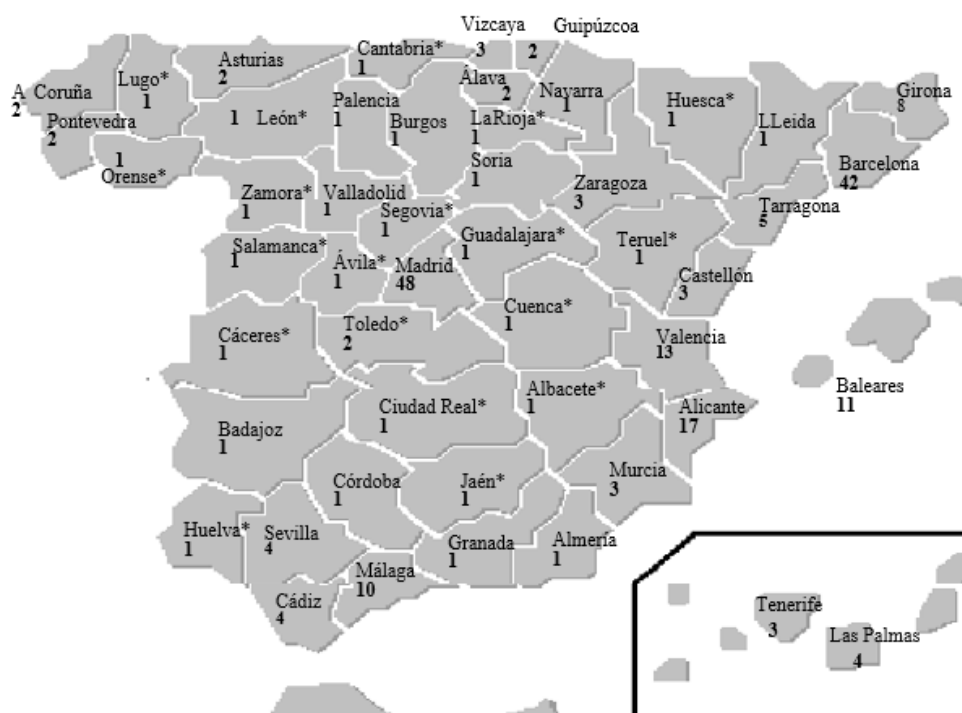 Vizcaya
3
Guipúzcoa
2
Cantabria*
1
Asturias
2
Lugo*
1
A Coruña
2
Pontevedra
2
1
Orense*
1 León*
Palencia
1
Burgos
1
Álava
2
LaRioja*
1
Navarra
1
Huesca*
1
LLeida
1
Girona
8
Barcelona
42
Tarragona
5
Soria
1
Zaragoza
3
Zamora*
1
Valladolid
1
Segovia*
1
Salamanca*
1
Ávila*
1
Madrid
48
Guadalajara*
1
Teruel*
1
Castellón
3
Cuenca*
1
Valencia
13
Cáceres*
1
Toledo*
2
Baleares
11
Badajoz
1
Ciudad Real*
1
Albacete*
1
Alicante
17
Murcia
3
Córdoba
1
Jaén*
1
Huelva*
1
Sevilla
4
Granada
1
Almería
1
Málaga
10
Cádiz
4
Tenerife
3
Las Palmas
4